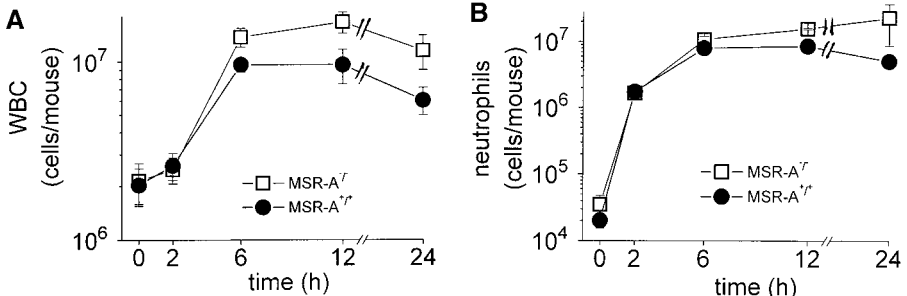 A
WBC
(cells/mouse)
10⁷
10⁶
MSR-A⁻/⁻
MSR-A⁺/⁺
0 2 6 12 24
time (h)
B
neutrophils
(cells/mouse)
10⁷
10⁶
10⁵
10⁴
MSR-A⁻/⁻
MSR-A⁺/⁺
0 2 6 12 24
time (h)